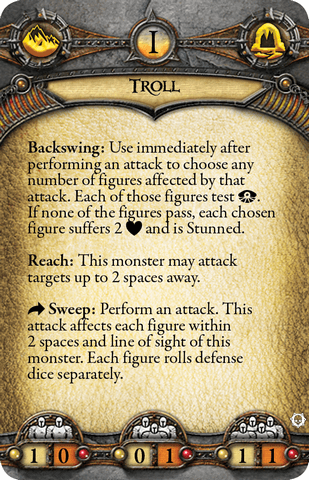 I
TROLL
Backswing: Use immediately after
performing an attack to choose any
number of figures affected by that
attack. Each of those figures test .
If none of the figures pass, each chosen
figure suffers 2 and is Stunned.
Reach: This monster may attack
targets up to 2 spaces away.
Sweep: Perform an attack. This
attack affects each figure within
2 spaces and line of sight of this
monster. Each figure rolls defense
dice separately.
1 0 0 1 1 1